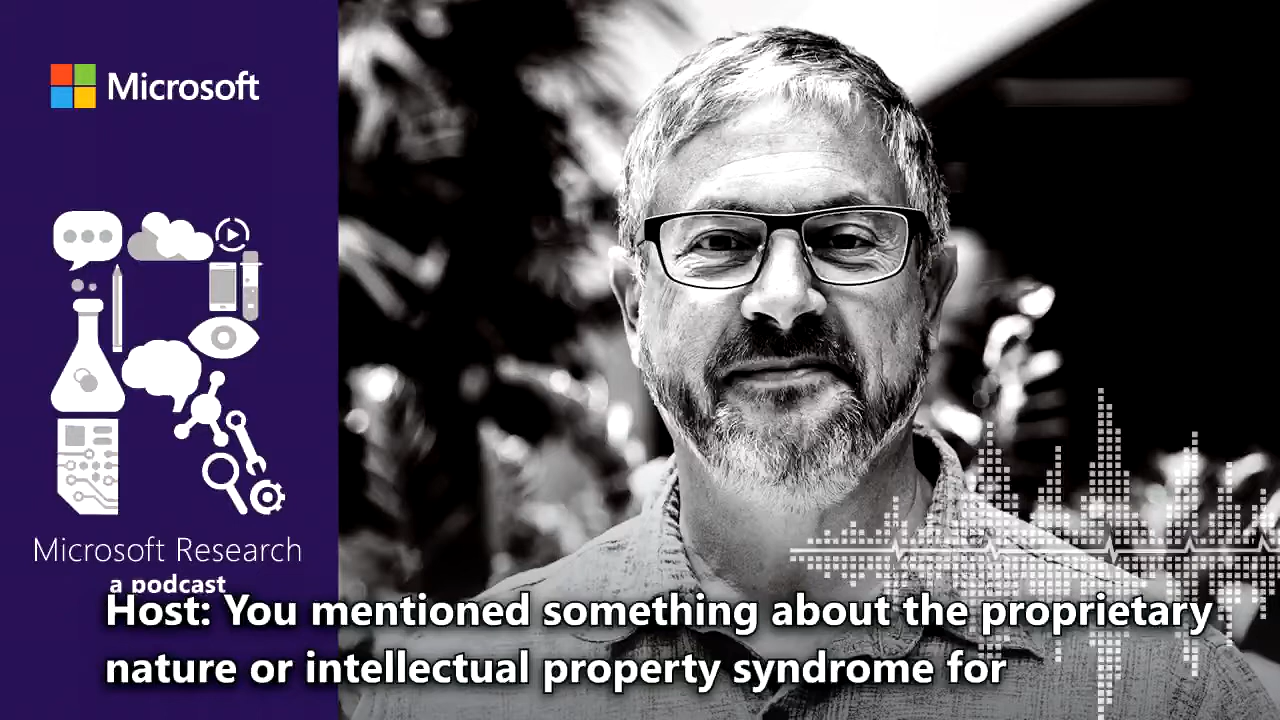 Microsoft
Microsoft Research
a podcast
Host: You mentioned something about the proprietary
nature or intellectual property syndrome for